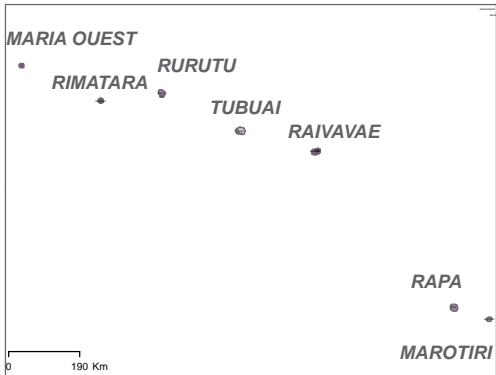 MARIA OUEST
RURUTU
RIMATARA
TUBUAI
RAIVAVAE
RAPA
MAROTIRI
0 190 Km